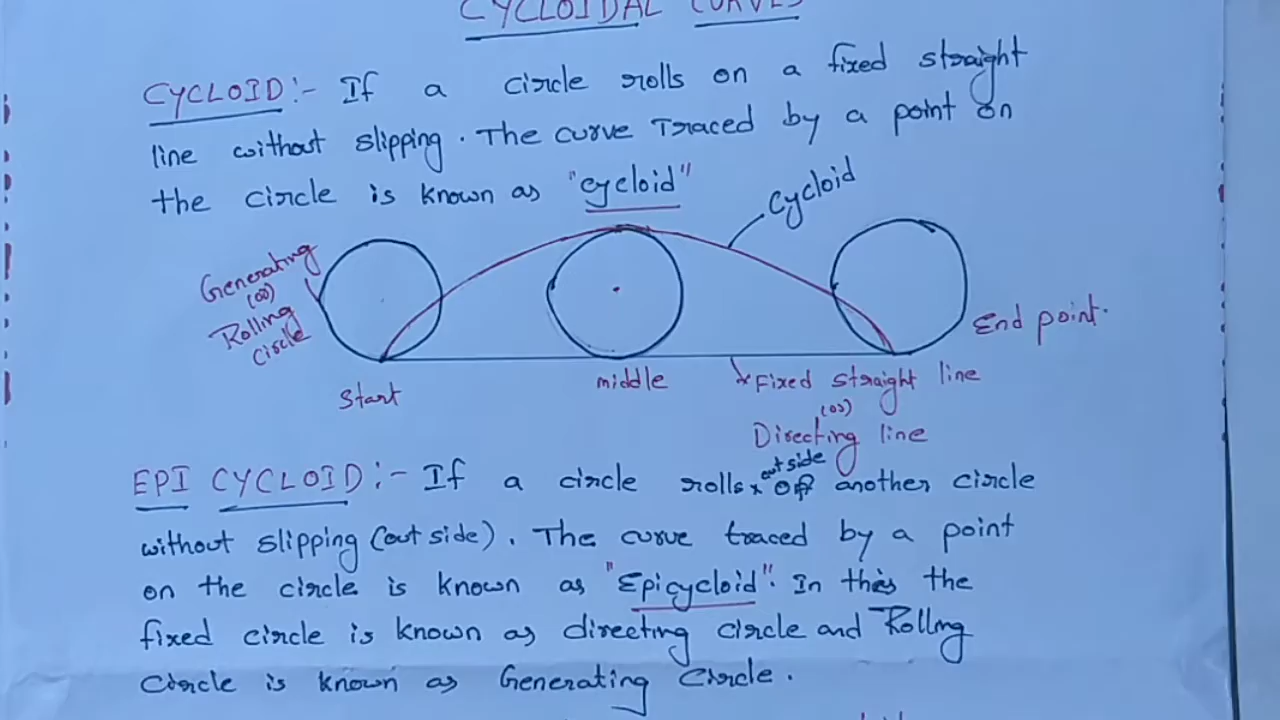 CYCLOIDAL CURVES
CYCLOID :- If a circle rolls on a fixed straight
line without slipping. The curve Traced by a point on
the circle is known as "cycloid"
Cycloid
Generating
(or)
Rolling
circle
End point.
Start
middle
Fixed straight line
(or)
Directing line
EPI CYCLOID :- If a circle rolls outside of another circle
without slipping (out side). The curve traced by a point
on the circle is known as "Epicycloid". In this the
fixed circle is known as directing circle and Rolling
Circle is known as Generating Circle.